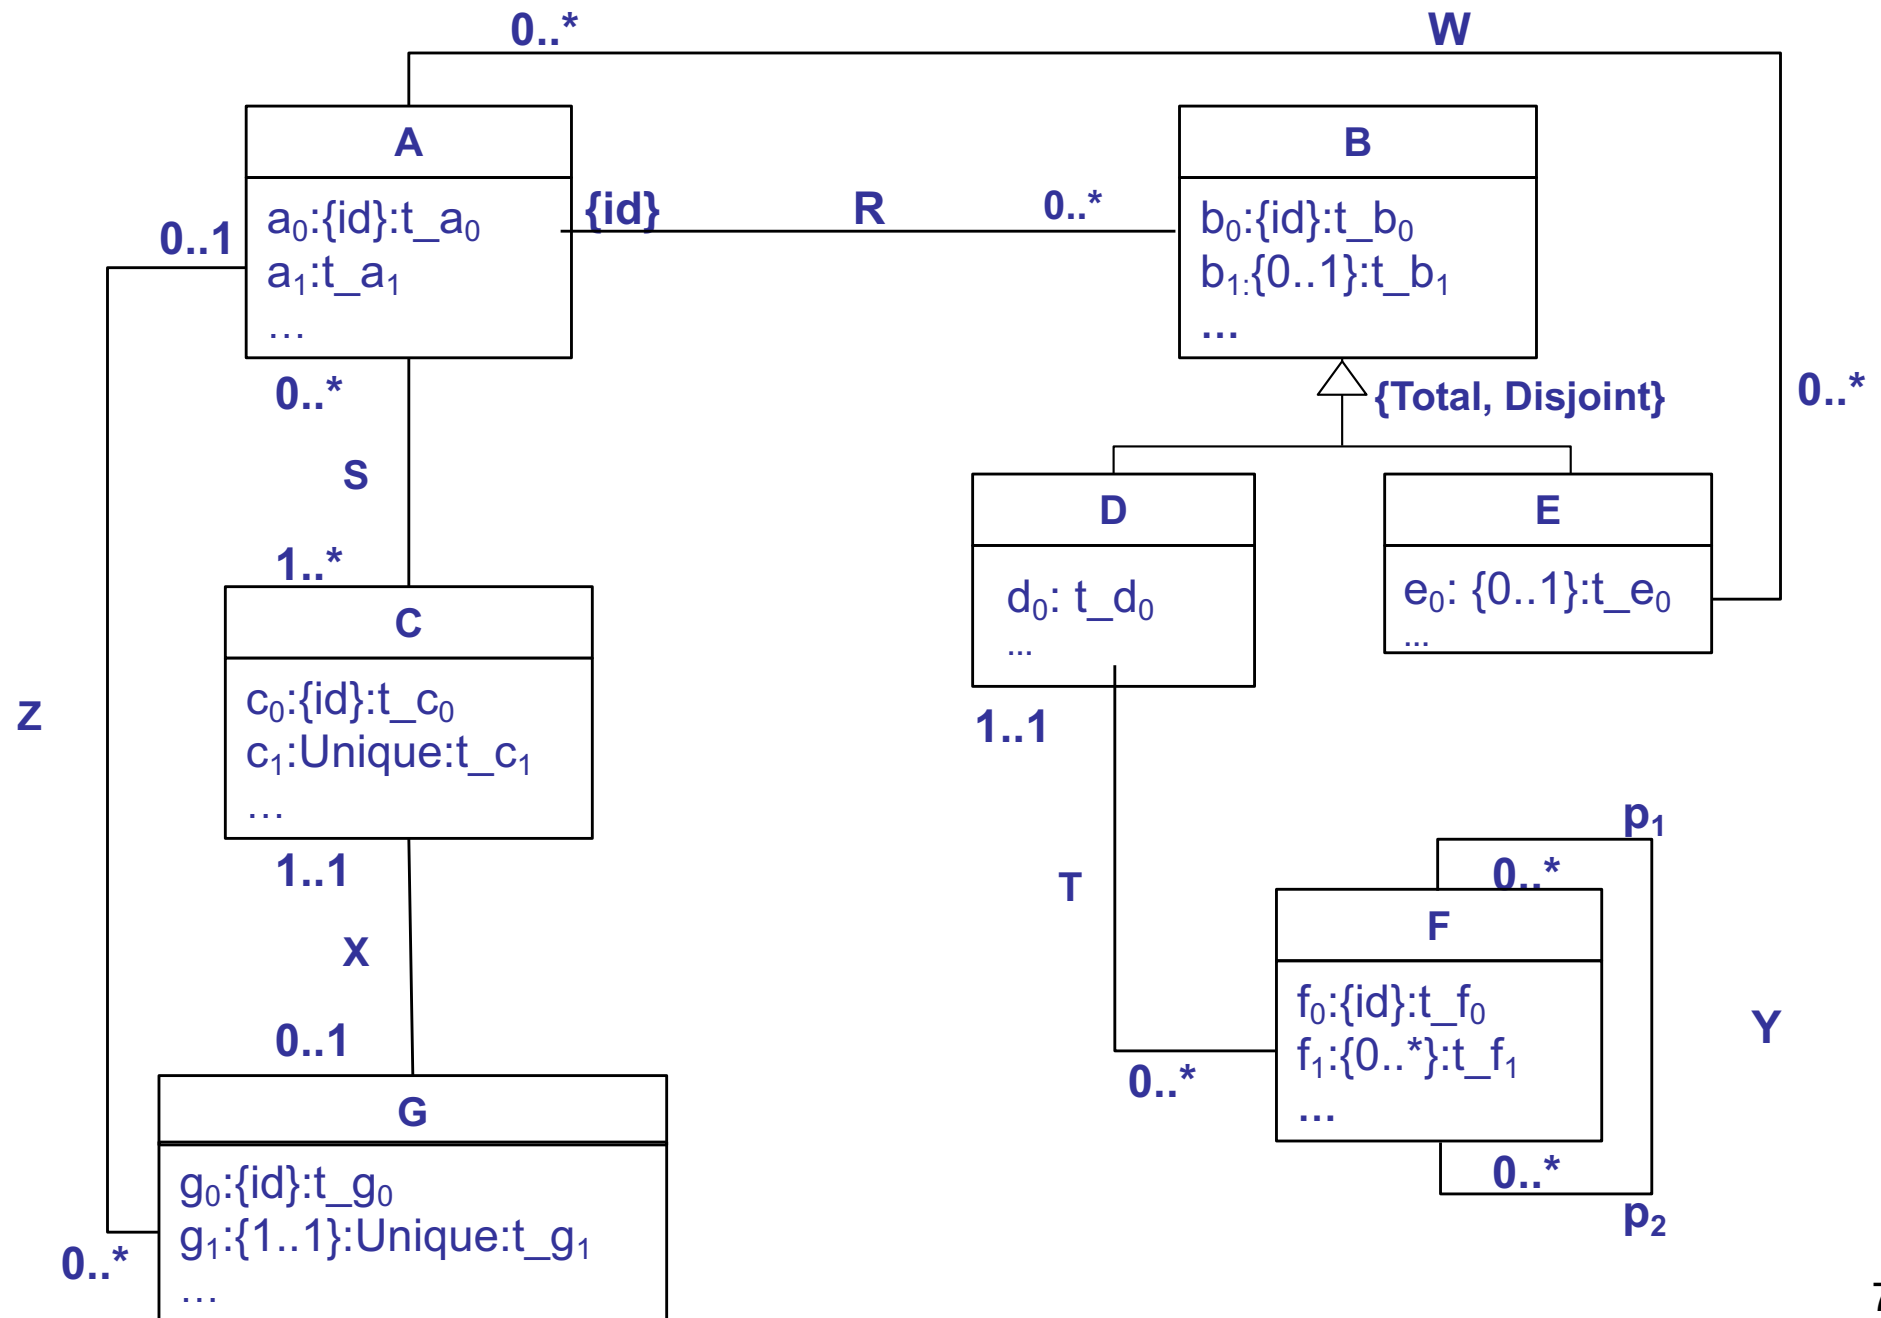 0..*
W
A
a₀:{id}:t_a₀
a₁:t_a₁
…
{id}
R
0..*
B
b₀:{id}:t_b₀
b₁:{0..1}:t_b₁
…
0..1
0..*
{Total, Disjoint}
0..*
S
1..*
D
d₀: t_d₀
...
E
e₀: {0..1}:t_e₀
...
C
c₀:{id}:t_c₀
c₁:Unique:t_c₁
…
Z
1..1
1..1
X
0..1
T
p₁
0..*
F
f₀:{id}:t_f₀
f₁:{0..*}:t_f₁
…
Y
0..*
0..*
p₂
G
g₀:{id}:t_g₀
g₁:{1..1}:Unique:t_g₁
…
0..*